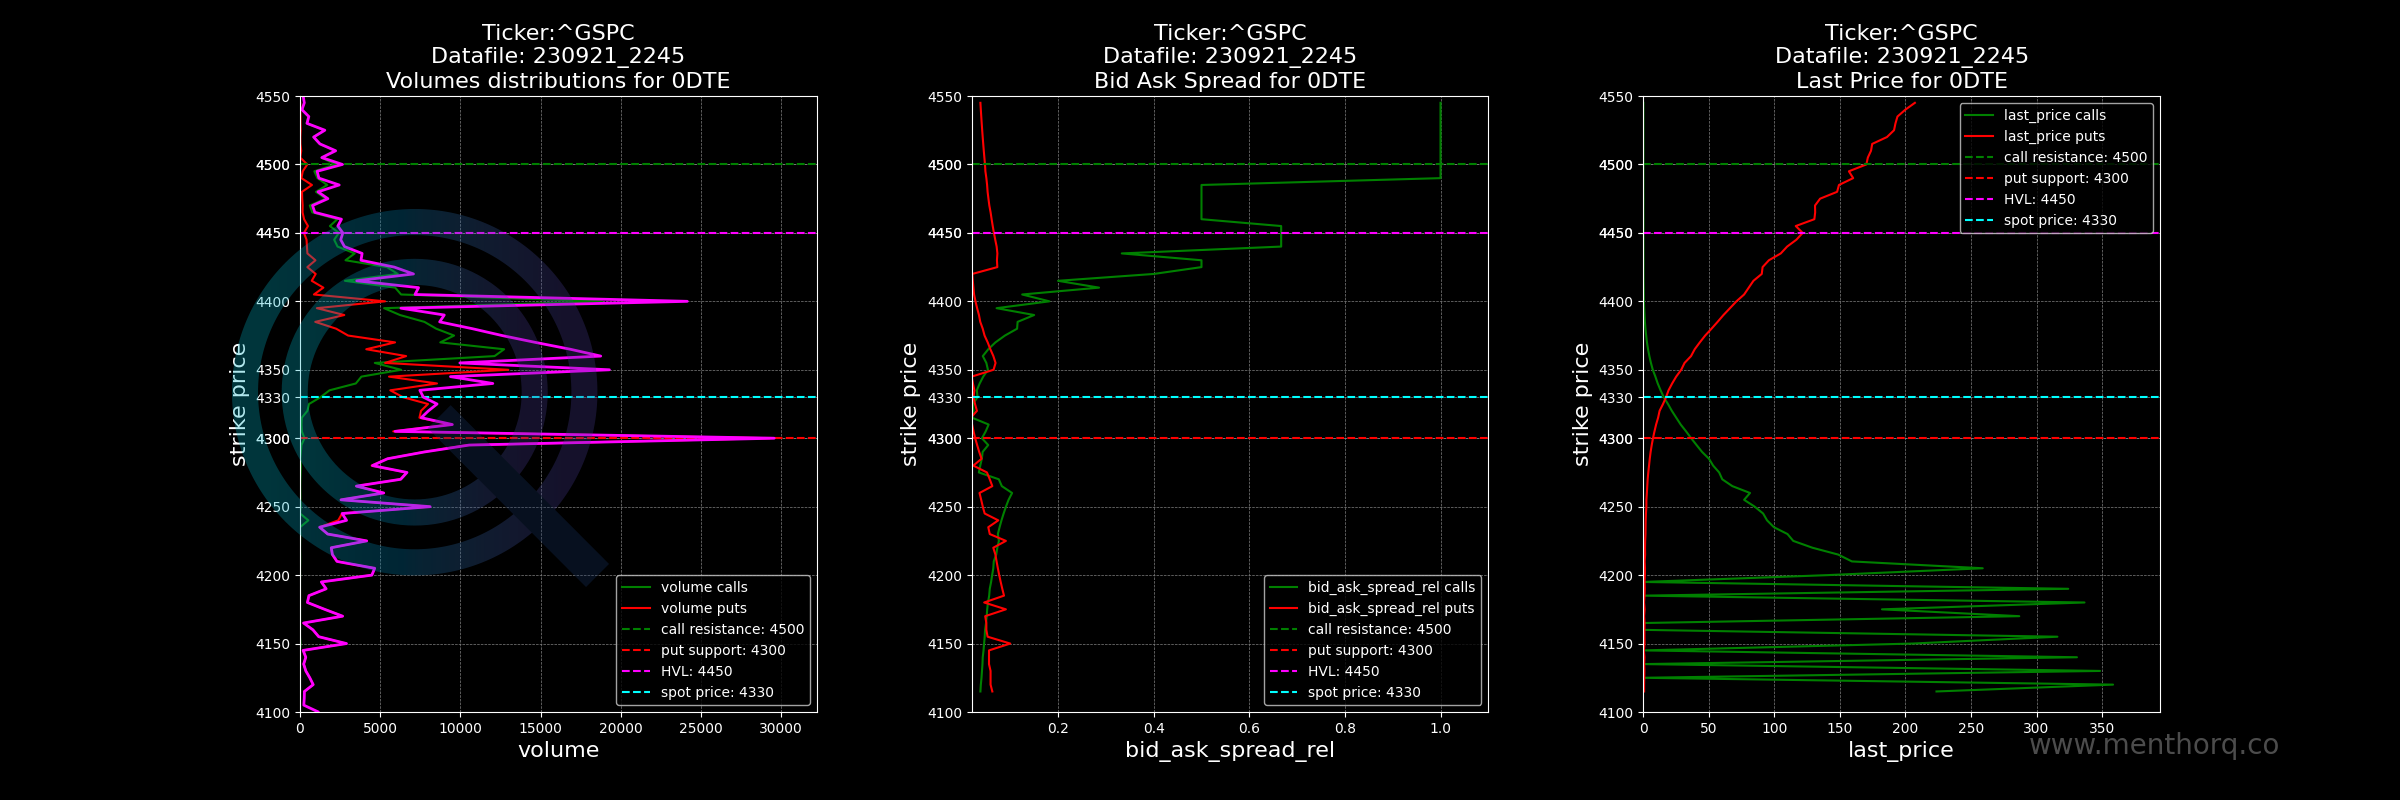 Ticker:^GSPC
Datafile: 230921_2245
Volumes distributions for 0DTE
4550
4500
4450
4400
4350
4330
4300
4250
4200
4150
4100
strike price
0 5000 10000 15000 20000 25000 30000
volume
volume calls
volume puts
call resistance: 4500
put support: 4300
HVL: 4450
spot price: 4330
Ticker:^GSPC
Datafile: 230921_2245
Bid Ask Spread for 0DTE
4550
4500
4450
4400
4350
4330
4300
4250
4200
4150
4100
strike price
0.2 0.4 0.6 0.8 1.0
bid_ask_spread_rel
bid_ask_spread_rel calls
bid_ask_spread_rel puts
call resistance: 4500
put support: 4300
HVL: 4450
spot price: 4330
Ticker:^GSPC
Datafile: 230921_2245
Last Price for 0DTE
last_price calls
last_price puts
call resistance: 4500
put support: 4300
HVL: 4450
spot price: 4330
4550
4500
4450
4400
4350
4330
4300
4250
4200
4150
4100
strike price
0 50 100 150 200 250 300 350
last_price
www.menthorq.co